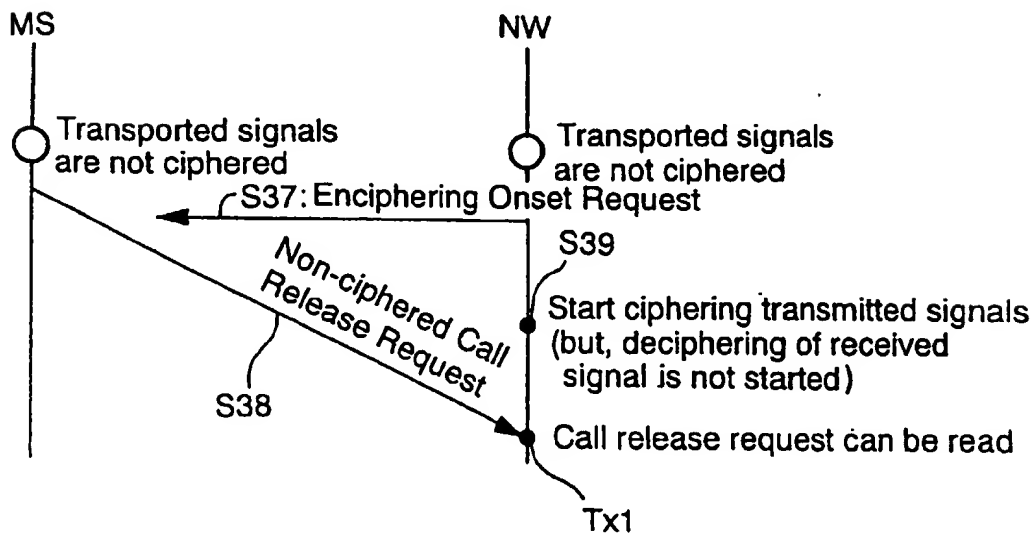 MS
NW
Transported signals
are not ciphered
Transported signals
are not ciphered
S37: Enciphering Onset Request
S39
Non-ciphered Call
Release Request
Start ciphering transmitted signals
(but, deciphering of received
signal is not started)
S38
Call release request can be read
Tx1